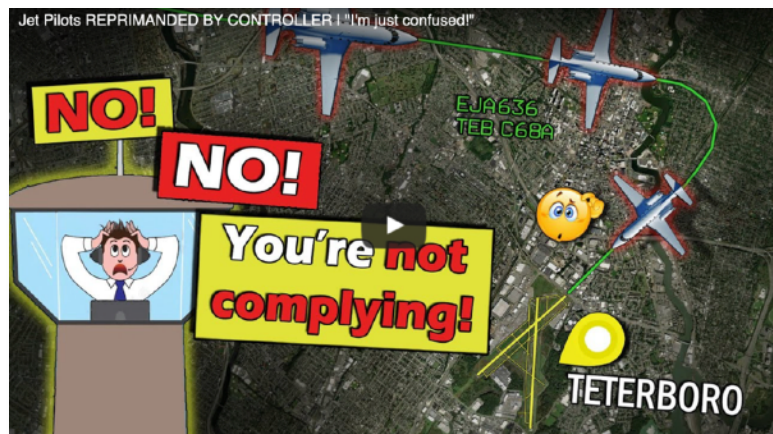 Jet Pilots REPRIMANDED BY CONTROLLER | "I'm just confused!"
NO!
NO!
You're not
complying!
EJA636
TEB C68A
TETERBORO